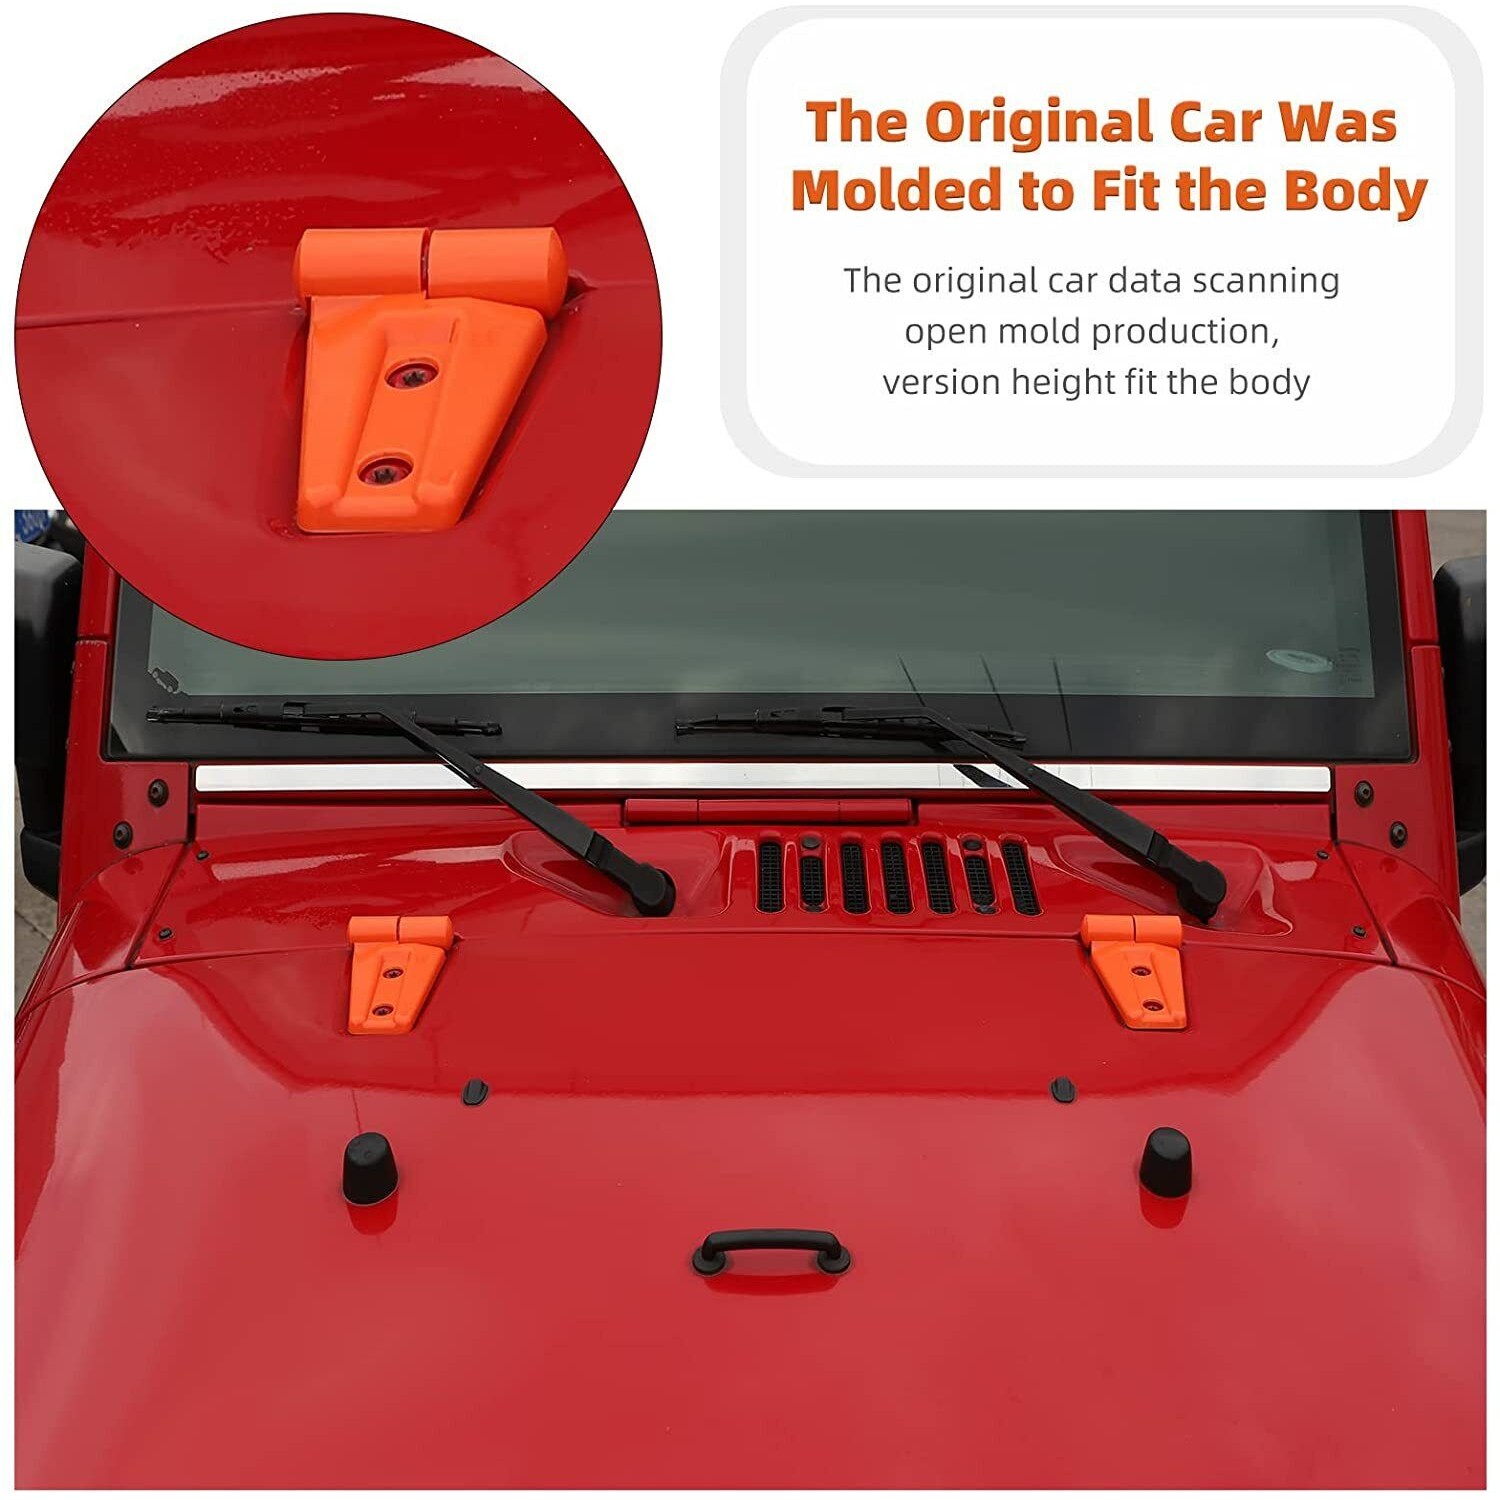 The Original Car Was
Molded to Fit the Body
The original car data scanning
open mold production,
version height fit the body